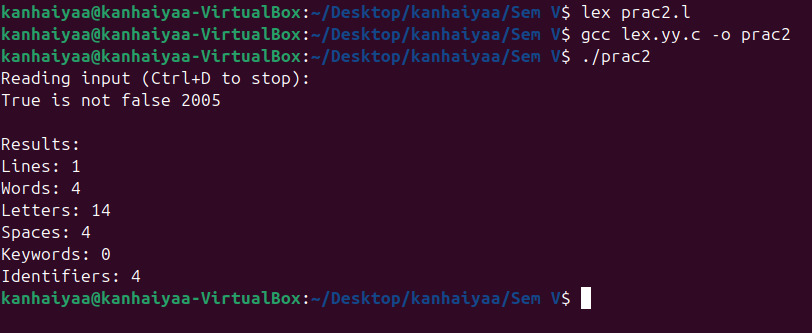 kanhaiyaa@kanhaiyaa-VirtualBox:~/Desktop/kanhaiyaa/Sem V$ lex prac2.l
kanhaiyaa@kanhaiyaa-VirtualBox:~/Desktop/kanhaiyaa/Sem V$ gcc lex.yy.c -o prac2
kanhaiyaa@kanhaiyaa-VirtualBox:~/Desktop/kanhaiyaa/Sem V$ ./prac2
Reading input (Ctrl+D to stop):
True is not false 2005
Results:
Lines: 1
Words: 4
Letters: 14
Spaces: 4
Keywords: 0
Identifiers: 4
kanhaiyaa@kanhaiyaa-VirtualBox:~/Desktop/kanhaiyaa/Sem V$